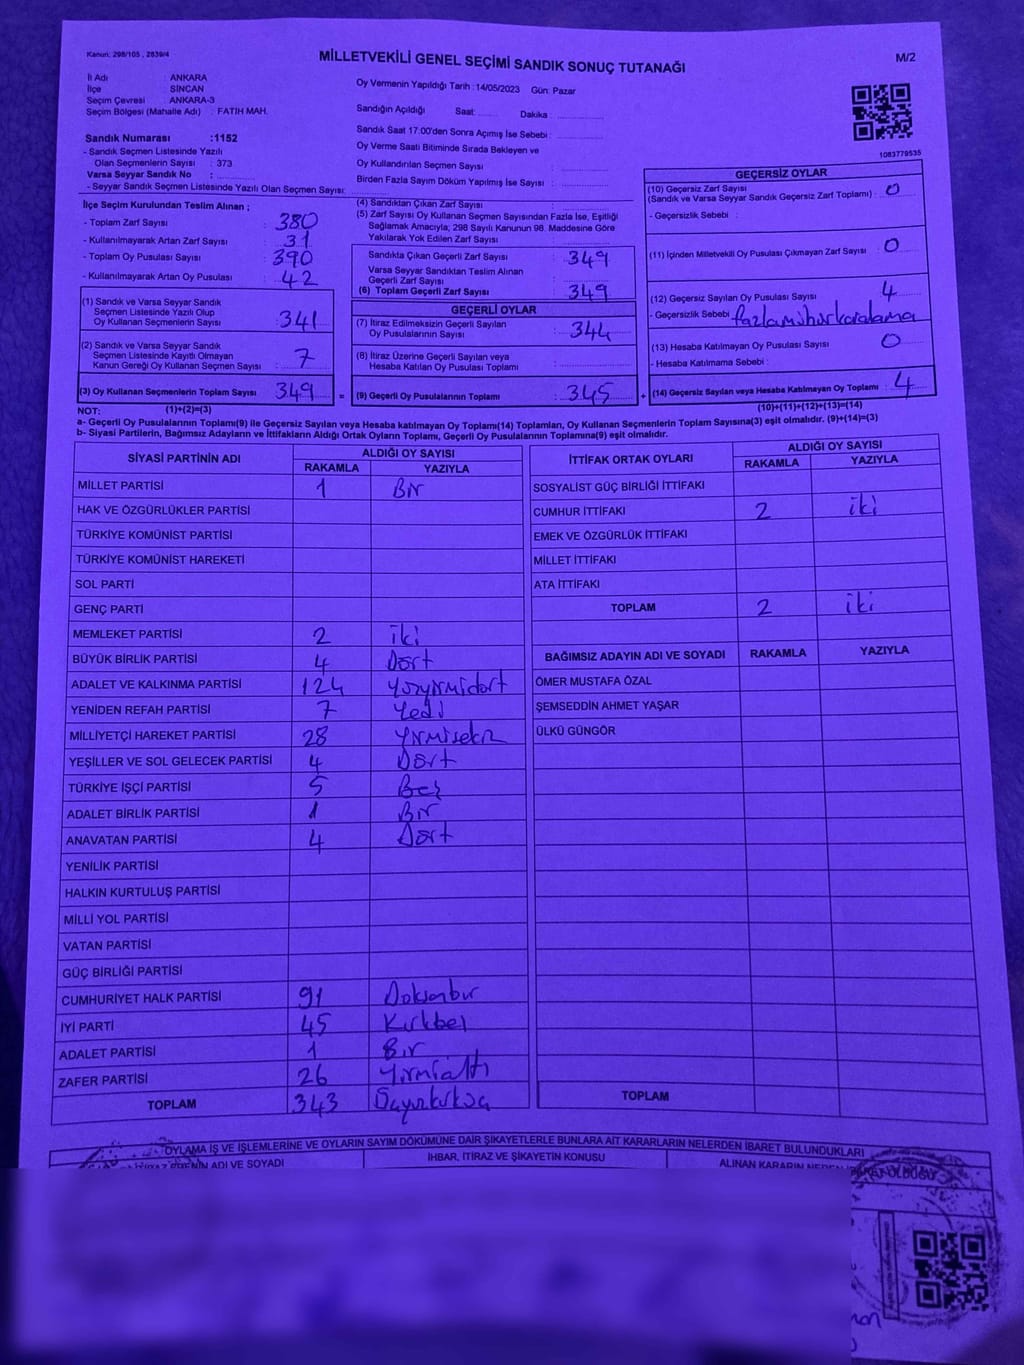 Kanun: 298/105 , 2839/4
MİLLETVEKİLİ GENEL SEÇİMİ SANDIK SONUÇ TUTANAĞI
M/2
İl Adı : ANKARA
İlçe : SİNCAN
Seçim Çevresi : ANKARA-3
Seçim Bölgesi (Mahalle Adı) : FATİH MAH.
Oy Vermenin Yapıldığı Tarih : 14/05/2023 Gün: Pazar
Sandığın Açıldığı Saat: Dakika :
Sandık Saat 17:00'den Sonra Açımış İse Sebebi :
Oy Verme Saati Bitiminde Sırada Bekleyen ve
Oy Kullandırılan Seçmen Sayısı :
Birden Fazla Sayım Döküm Yapılmış İse Sayısı :
1083779535
Sandık Numarası :1152
- Sandık Seçmen Listesinde Yazılı
Olan Seçmenlerin Sayısı : 373
Varsa Seyyar Sandık No :
- Seyyar Sandık Seçmen Listesinde Yazılı Olan Seçmen Sayısı:
İlçe Seçim Kurulundan Teslim Alınan ;
- Toplam Zarf Sayısı : 380
- Kullanılmayarak Artan Zarf Sayısı : 31
- Toplam Oy Pusulası Sayısı : 390
- Kullanılmayarak Artan Oy Pusulası : 42
(1) Sandık ve Varsa Seyyar Sandık
Seçmen Listesinde Yazılı Olup
Oy Kullanan Seçmenlerin Sayısı : 341
(2) Sandık ve Varsa Seyyar Sandık
Seçmen Listesinde Kayıtlı Olmayan
Kanun Gereği Oy Kullanan Seçmen Sayısı : 7
(3) Oy Kullanan Seçmenlerin Toplam Sayısı : 349 =
(1)+(2)=(3)
(4) Sandıktan Çıkan Zarf Sayısı :
(5) Zarf Sayısı Oy Kullanan Seçmen Sayısından Fazla İse, Eşitliği
Sağlamak Amacıyla; 298 Sayılı Kanunun 98. Maddesine Göre
Yakılarak Yok Edilen Zarf Sayısı :
Sandıkta Çıkan Geçerli Zarf Sayısı : 349
Varsa Seyyar Sandıktan Teslim Alınan
Geçerli Zarf Sayısı :
(6) Toplam Geçerli Zarf Sayısı : 349
GEÇERLİ OYLAR
(7) İtiraz Edilmeksizin Geçerli Sayılan
Oy Pusulalarının Sayısı : 344
(8) İtiraz Üzerine Geçerli Sayılan veya
Hesaba Katılan Oy Pusulası Toplamı :
(9) Geçerli Oy Pusulalarının Toplamı : 345 +
GEÇERSİZ OYLAR
(10) Geçersiz Zarf Sayısı
(Sandık ve Varsa Seyyar Sandık Geçersiz Zarf Toplamı) : 0
- Geçersizlik Sebebi :
(11) İçinden Milletvekili Oy Pusulası Çıkmayan Zarf Sayısı : 0
(12) Geçersiz Sayılan Oy Pusulası Sayısı : 4
- Geçersizlik Sebebi : fazlamühürkaralama
(13) Hesaba Katılmayan Oy Pusulası Sayısı : 0
- Hesaba Katılmama Sebebi :
(14) Geçersiz Sayılan veya Hesaba Katılmayan Oy Toplamı : 4
(10)+(11)+(12)+(13)=(14)
NOT:
a- Geçerli Oy Pusulalarının Toplamı(9) ile Geçersiz Sayılan veya Hesaba katılmayan Oy Toplamı(14) Toplamları, Oy Kullanan Seçmenlerin Toplam Sayısına(3) eşit olmalıdır. (9)+(14)=(3)
b- Siyasi Partilerin, Bağımsız Adayların ve İttifakların Aldığı Ortak Oyların Toplamı, Geçerli Oy Pusulalarının Toplamına(9) eşit olmalıdır.
SİYASİ PARTİNİN ADI ALDIĞI OY SAYISI
RAKAMLA YAZIYLA
MİLLET PARTİSİ 1 Bir
HAK VE ÖZGÜRLÜKLER PARTİSİ
TÜRKİYE KOMÜNİST PARTİSİ
TÜRKİYE KOMÜNİST HAREKETİ
SOL PARTİ
GENÇ PARTİ
MEMLEKET PARTİSİ 2 iki
BÜYÜK BİRLİK PARTİSİ 4 Dört
ADALET VE KALKINMA PARTİSİ 124 Yüzyirmidört
YENİDEN REFAH PARTİSİ 7 Yedi
MİLLİYETÇİ HAREKET PARTİSİ 28 Yirmisekiz
YEŞİLLER VE SOL GELECEK PARTİSİ 4 Dört
TÜRKİYE İŞÇİ PARTİSİ 5 Beş
ADALET BİRLİK PARTİSİ 1 Bir
ANAVATAN PARTİSİ 4 Dört
YENİLİK PARTİSİ
HALKIN KURTULUŞ PARTİSİ
MİLLİ YOL PARTİSİ
VATAN PARTİSİ
GÜÇ BİRLİĞİ PARTİSİ
CUMHURİYET HALK PARTİSİ 91 Doksanbir
İYİ PARTİ 45 Kırkbeş
ADALET PARTİSİ 1 Bir
ZAFER PARTİSİ 26 Yirmialtı
TOPLAM 343
İTTİFAK ORTAK OYLARI ALDIĞI OY SAYISI
RAKAMLA YAZIYLA
SOSYALİST GÜÇ BİRLİĞİ İTTİFAKI
CUMHUR İTTİFAKI 2 iki
EMEK VE ÖZGÜRLÜK İTTİFAKI
MİLLET İTTİFAKI
ATA İTTİFAKI
TOPLAM 2 iki
BAĞIMSIZ ADAYIN ADI VE SOYADI RAKAMLA YAZIYLA
ÖMER MUSTAFA ÖZAL
ŞEMSEDDİN AHMET YAŞAR
ÜLKÜ GÜNGÖR
TOPLAM
OYLAMA İŞ VE İŞLEMLERİNE VE OYLARIN SAYIM DÖKÜMÜNE DAİR ŞİKAYETLERLE BUNLARA AİT KARARLARIN NELERDEN İBARET BULUNDUKLARI
ADI VE SOYADI İHBAR, İTİRAZ VE ŞİKAYETİN KONUSU ALINAN KARARIN